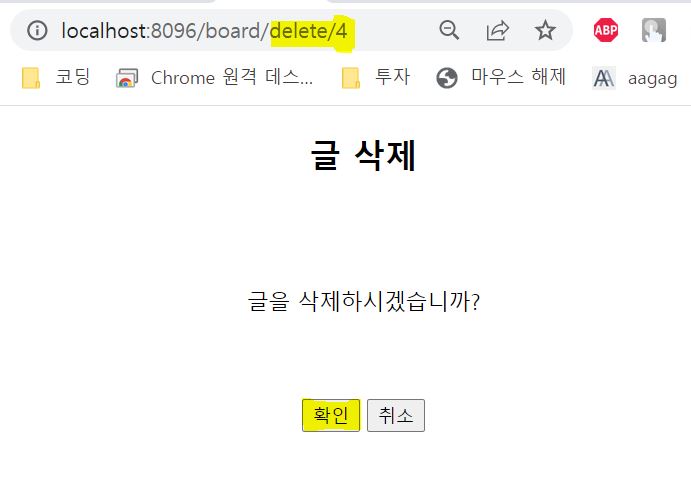 localhost:8096/board/delete/4
ABP
코딩 Chrome 원격 데스... 투자 마우스 해제 aagag
글 삭제
글을 삭제하시겠습니까?
확인 취소